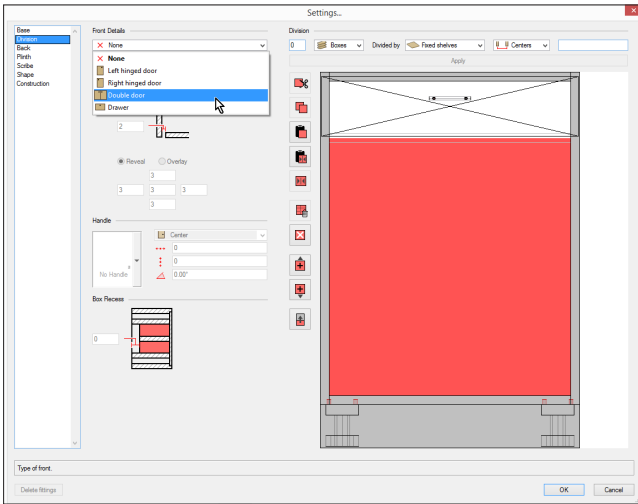 Settings...
Base
Division
Back
Plinth
Scribe
Shape
Construction
Front Details
None
None
Left hinged door
Right hinged door
Double door
Drawer
2
Reveal Overlay
3
3 3 3
3
Handle
No Handle
Center
0
0
0.00°
Box Recess
0
Division
0 Boxes Divided by Fixed shelves Centers
Apply
Type of front.
Delete fittings OK Cancel